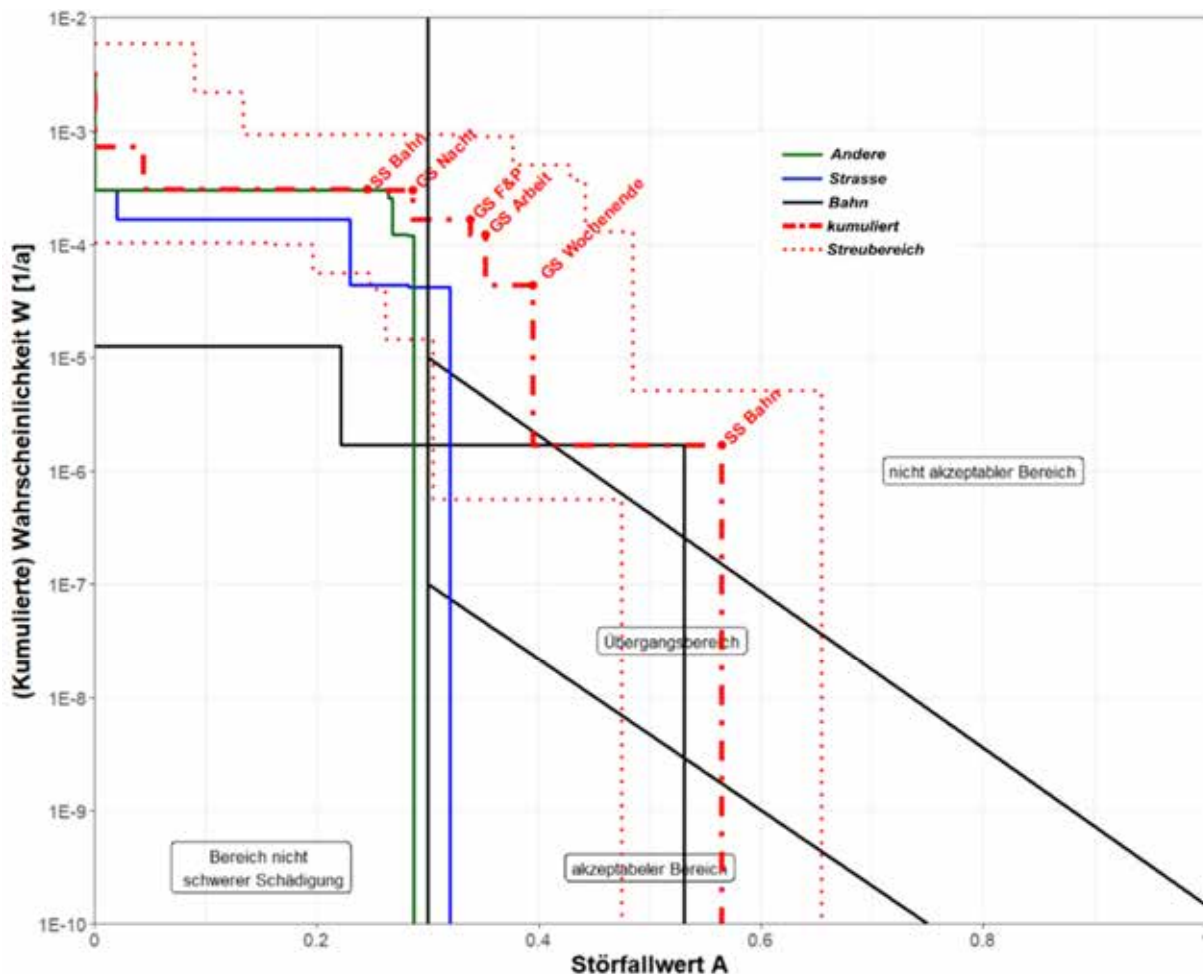 (Kumulierte) Wahrscheinlichkeit W [1/a]
1E-2
1E-3
1E-4
1E-5
1E-6
1E-7
1E-8
1E-9
1E-10
SS Bahn
GS Nacht
GS F&P
GS Arbeit
GS Wochenende
SS Bahn
Andere
Strasse
Bahn
kumuliert
Streubereich
nicht akzeptabler Bereich
Übergangsbereich
Bereich nicht
schwerer Schädigung
akzeptabeler Bereich
0
0.2
0.4
0.6
0.8
Störfallwert A